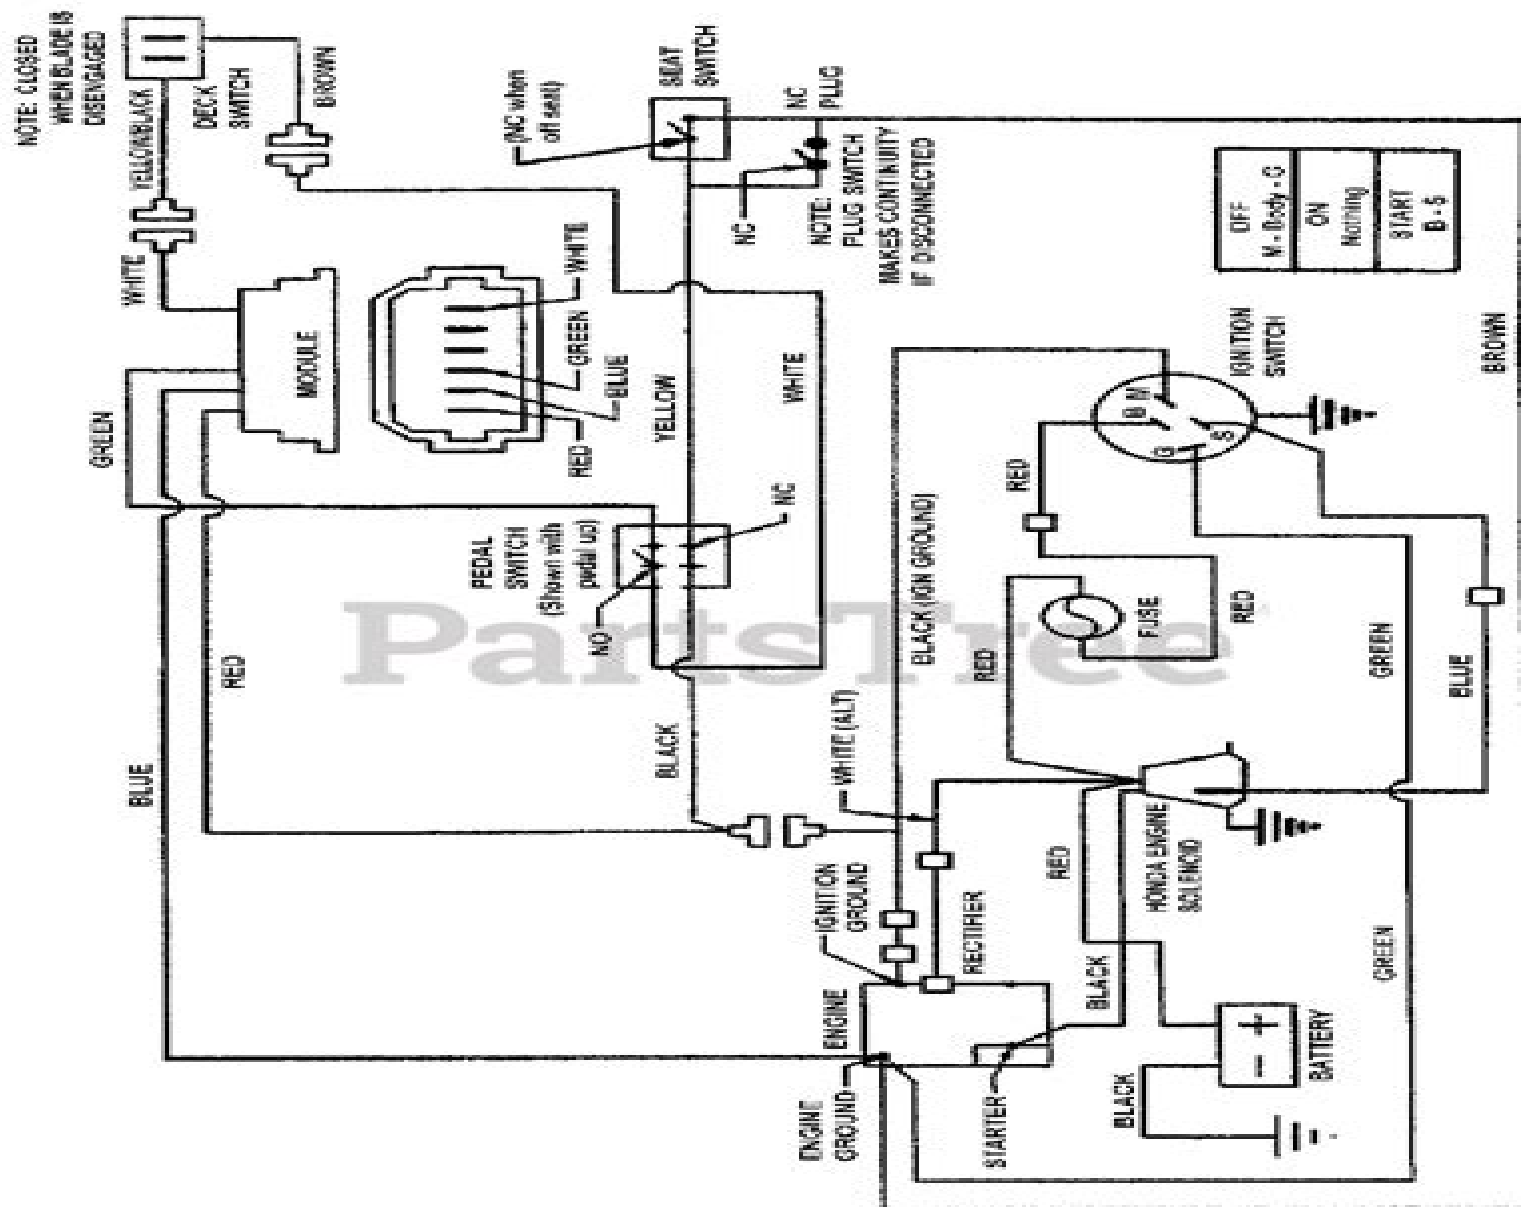 NOTE: CLOSED
WHEN BLADE IS
DISENGAGED
YELLOW/BLACK
DECK
SWITCH
BROWN
WHITE
MODULE
GREEN
WHITE
GREEN
BLUE
RED
(NC when
off seat)
SEAT
SWITCH
NC
PLUG
NC
NOTE:
PLUG SWITCH
MAKES CONTINUITY
IF DISCONNECTED
YELLOW
WHITE
NC
PEDAL
SWITCH
(Shown with
pedal up)
NO
RED
BLUE
BLACK
OFF
M - Body - G
ON
Nothing
START
B - S
IGNITION
SWITCH
M
B
G
S
BROWN
RED
BLACK (IGN GROUND)
FUSE
RED
RED
GREEN
BLUE
WHITE (ALT)
HONDA ENGINE
SOLENOID
RED
IGNITION
GROUND
RECTIFIER
BLACK
GREEN
ENGINE
ENGINE
GROUND
STARTER
BLACK
BATTERY
- +
PartsTree